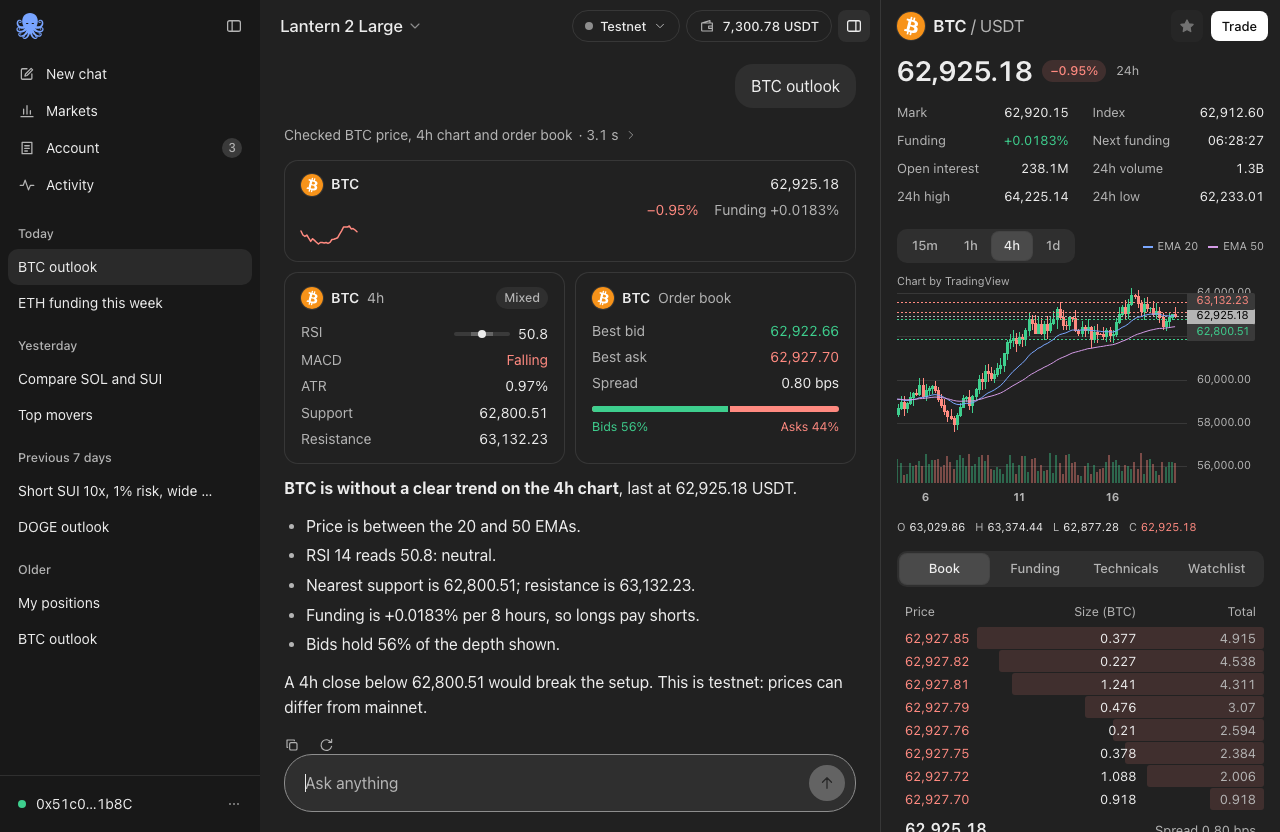 New chat
Markets
Account 3
Activity
Today
BTC outlook
ETH funding this week
Yesterday
Compare SOL and SUI
Top movers
Previous 7 days
Short SUI 10x, 1% risk, wide ...
DOGE outlook
Older
My positions
BTC outlook
0x51c0...1b8C
Lantern 2 Large
Testnet
7,300.78 USDT
BTC outlook
Checked BTC price, 4h chart and order book · 3.1 s
BTC 62,925.18
−0.95% Funding +0.0183%
BTC 4h Mixed
RSI 50.8
MACD Falling
ATR 0.97%
Support 62,800.51
Resistance 63,132.23
BTC Order book
Best bid 62,922.66
Best ask 62,927.70
Spread 0.80 bps
Bids 56% Asks 44%
BTC is without a clear trend on the 4h chart, last at 62,925.18 USDT.
• Price is between the 20 and 50 EMAs.
• RSI 14 reads 50.8: neutral.
• Nearest support is 62,800.51; resistance is 63,132.23.
• Funding is +0.0183% per 8 hours, so longs pay shorts.
• Bids hold 56% of the depth shown.
A 4h close below 62,800.51 would break the setup. This is testnet: prices can
differ from mainnet.
Ask anything
BTC / USDT
Trade
62,925.18 −0.95% 24h
Mark 62,920.15 Index 62,912.60
Funding +0.0183% Next funding 06:28:27
Open interest 238.1M 24h volume 1.3B
24h high 64,225.14 24h low 62,233.01
15m 1h 4h 1d
EMA 20 EMA 50
Chart by TradingView
64,000.00
63,132.23
62,925.18
62,800.51
60,000.00
58,000.00
56,000.00
6 11 16
O 63,029.86 H 63,374.44 L 62,877.28 C 62,925.18
Book Funding Technicals Watchlist
Price Size (BTC) Total
62,927.85 0.377 4.915
62,927.82 0.227 4.538
62,927.81 1.241 4.311
62,927.79 0.476 3.07
62,927.76 0.21 2.594
62,927.75 0.378 2.384
62,927.72 1.088 2.006
62,927.70 0.918 0.918
62,925.18 Spread 0.80 bps